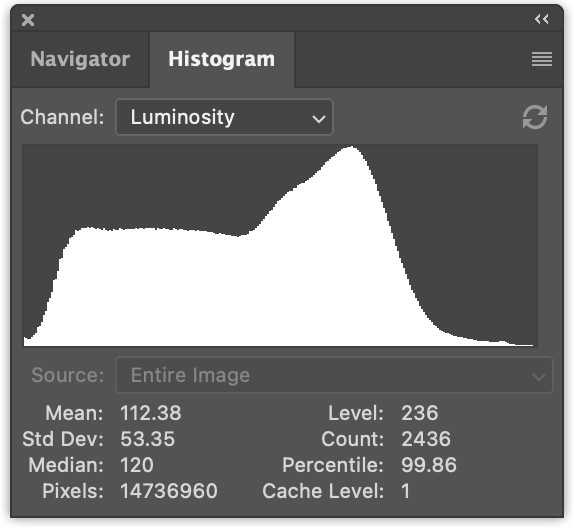 Navigator Histogram
Channel: Luminosity
Source: Entire Image
Mean: 112.38 Level: 236
Std Dev: 53.35 Count: 2436
Median: 120 Percentile: 99.86
Pixels: 14736960 Cache Level: 1